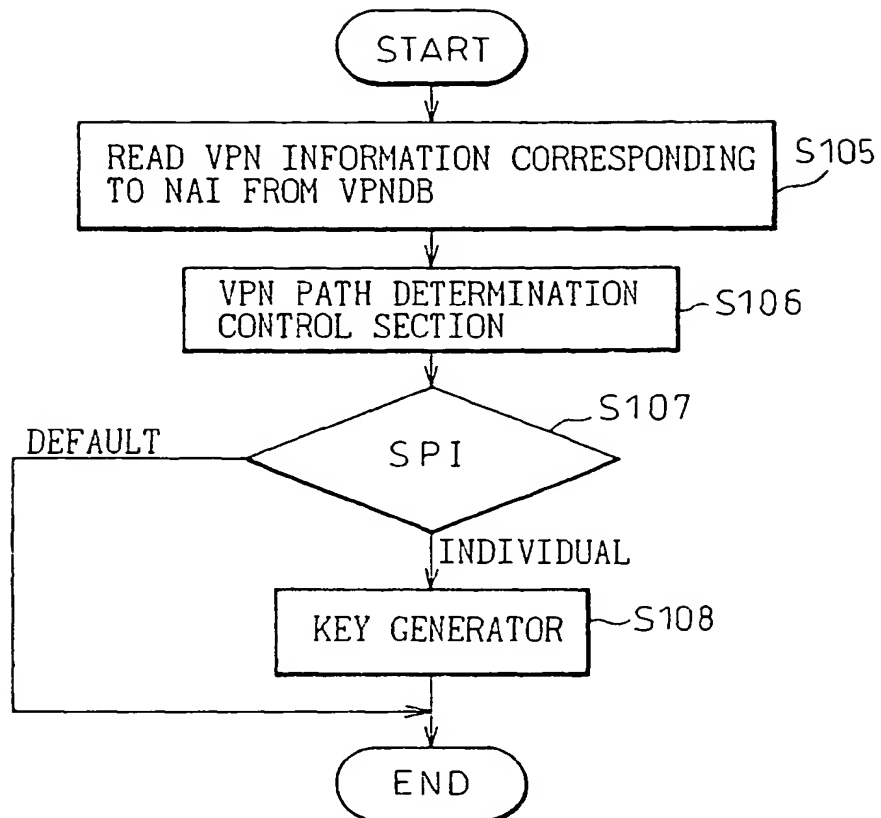 START
READ VPN INFORMATION CORRESPONDING
TO NAI FROM VPNDB
S105
VPN PATH DETERMINATION
CONTROL SECTION
S106
S107
DEFAULT
SPI
INDIVIDUAL
KEY GENERATOR
S108
END